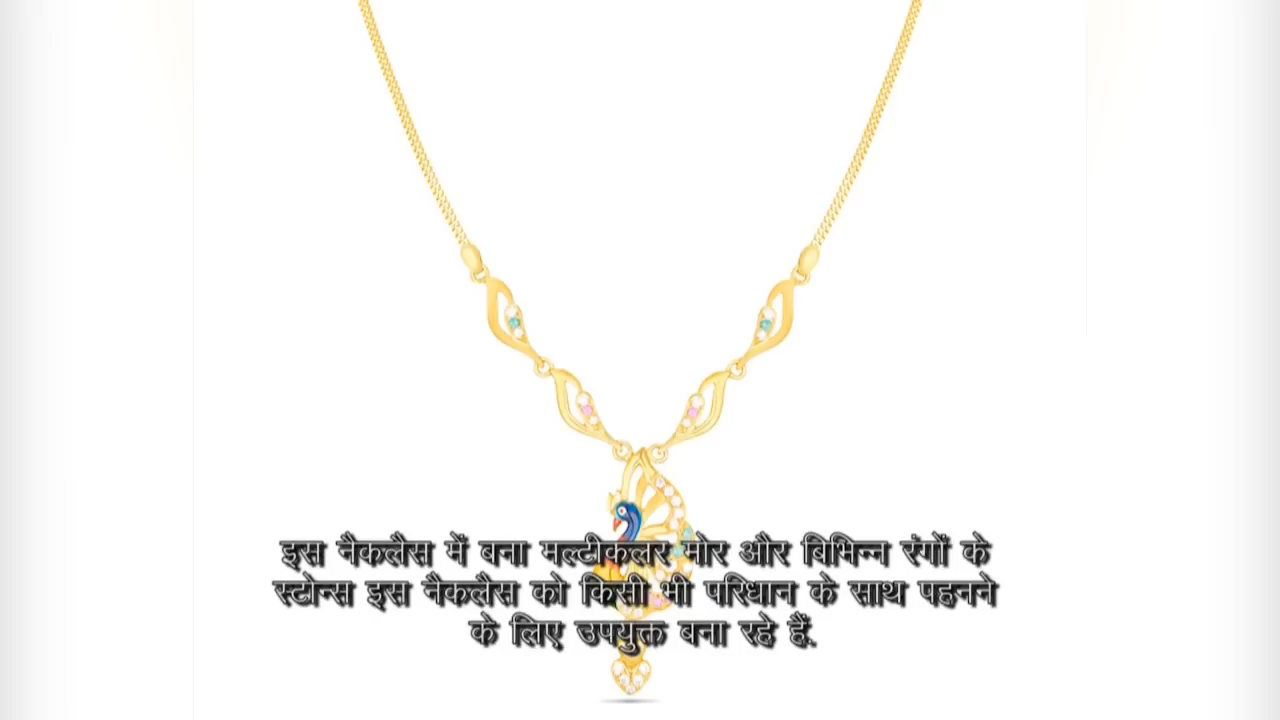 इस नैकलैस में बना मल्टीकलर मोर और विभिन्न रंगों के
स्टोन्स इस नैकलैस को किसी भी परिधान के साथ पहनने
के लिए उपयुक्त बना रहे हैं.